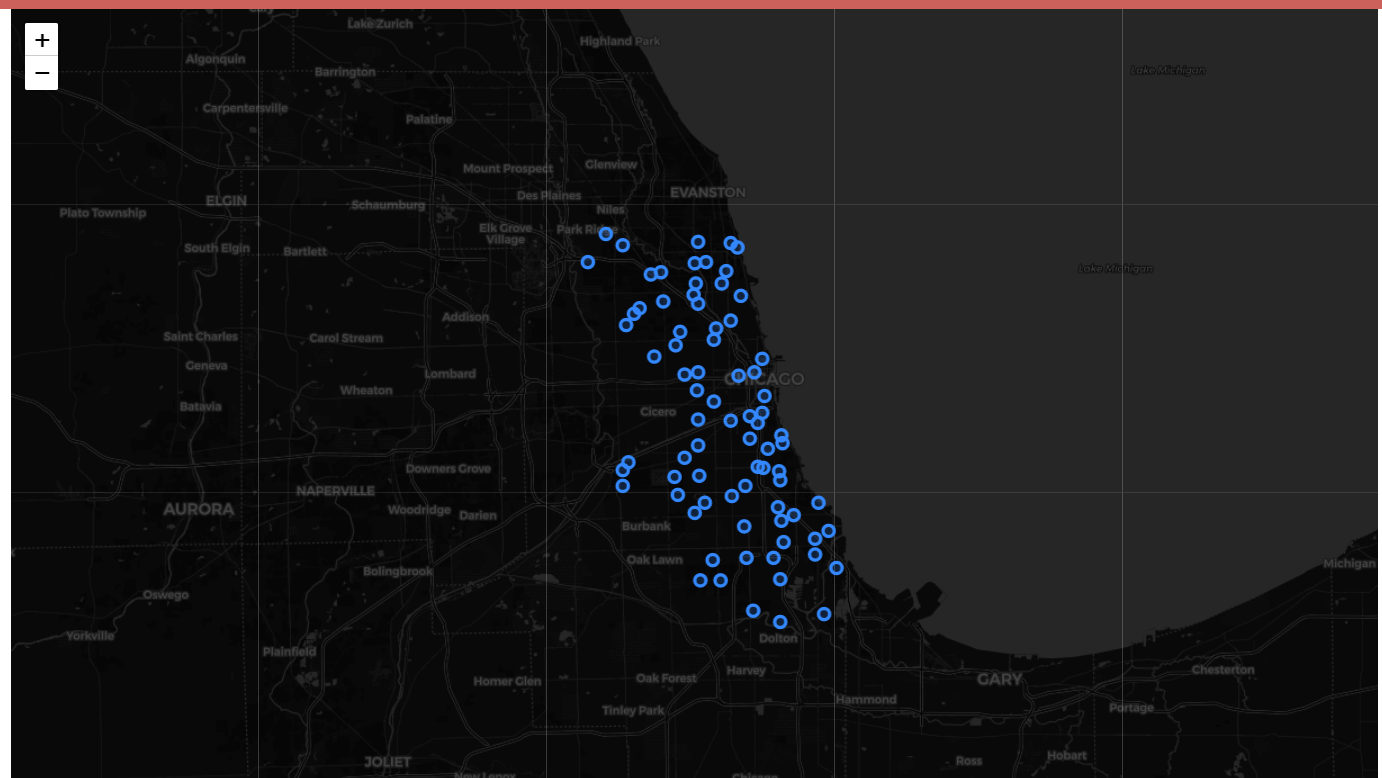 Lake Zurich
+
Highland Park
−
Algonquin
Barrington
Lake Michigan
Carpentersville
Palatine
Glenview
Mount Prospect
Des Plaines
EVANSTON
ELGIN
Schaumburg
Niles
Plato Township
Elk Grove
Village
Park Ridge
South Elgin
Bartlett
Lake Michigan
Addison
Saint Charles
Carol Stream
Geneva
Lombard
CHICAGO
Wheaton
Batavia
Cicero
Downers Grove
NAPERVILLE
AURORA
Woodridge
Darien
Burbank
Oak Lawn
Michigan
Bolingbrook
Oswego
Yorkville
Dolton
Plainfield
Harvey
Chesterton
Homer Glen
Oak Forest
GARY
Hammond
Tinley Park
Portage
JOLIET
Ross
Hobart
New Lenox
Chicago